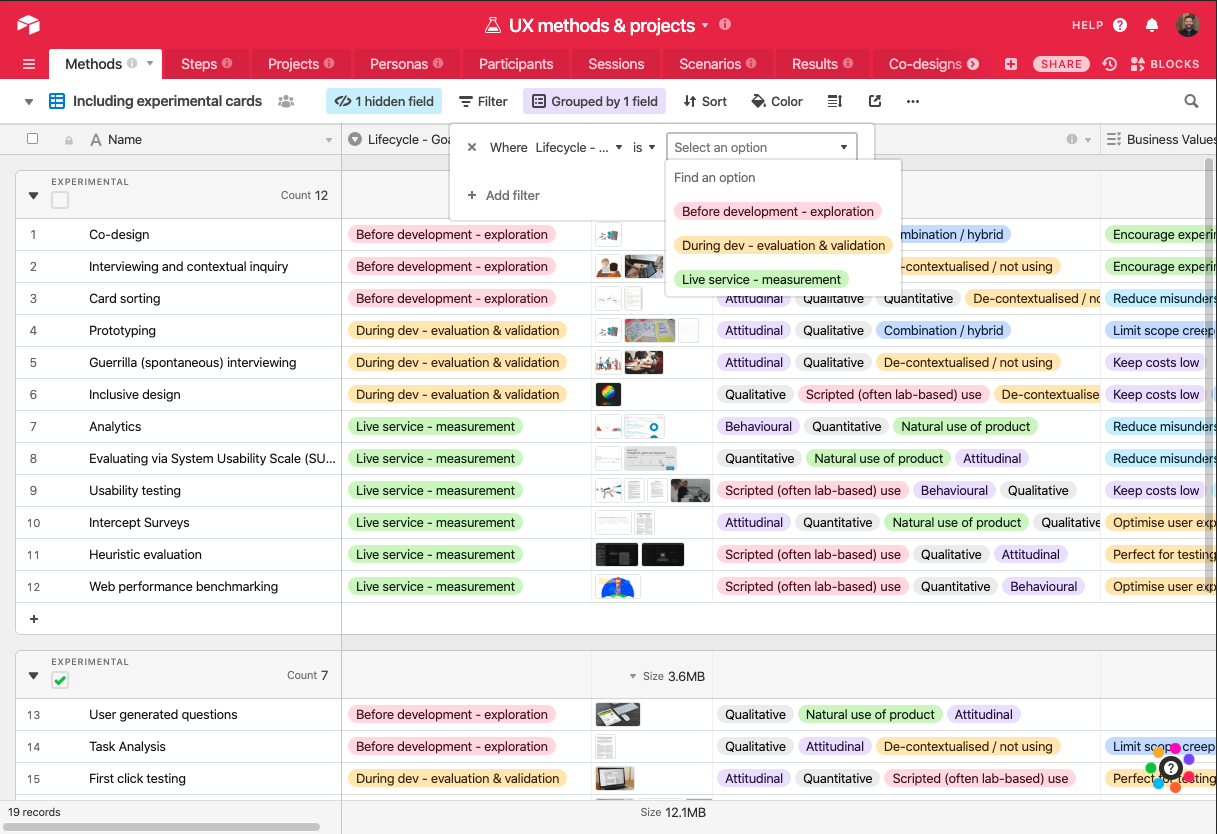 UX methods & projects
HELP
Methods
Steps
Projects
Personas
Participants
Sessions
Scenarios
Results
Co-designs
SHARE
BLOCKS
Including experimental cards
1 hidden field
Filter
Grouped by 1 field
Sort
Color
Name
Lifecycle - Goa
Business Values
Where Lifecycle - ... is Select an option
+ Add filter
Find an option
Before development - exploration
During dev - evaluation & validation
Live service - measurement
EXPERIMENTAL
Count 12
1 Co-design Before development - exploration mbination / hybrid Encourage experim
2 Interviewing and contextual inquiry Before development - exploration -contextualised / not using Encourage experim
3 Card sorting Before development - exploration Attitudinal Qualitative Quantitative De-contextualised / no Reduce misunders
4 Prototyping During dev - evaluation & validation Attitudinal Qualitative Combination / hybrid Limit scope creep
5 Guerrilla (spontaneous) interviewing During dev - evaluation & validation Attitudinal Qualitative De-contextualised / not using Keep costs low
6 Inclusive design During dev - evaluation & validation Qualitative Scripted (often lab-based) use De-contextualise Keep costs low
7 Analytics Live service - measurement Behavioural Quantitative Natural use of product Reduce misunders
8 Evaluating via System Usability Scale (SU... Live service - measurement Quantitative Natural use of product Attitudinal Reduce misunders
9 Usability testing Live service - measurement Scripted (often lab-based) use Behavioural Qualitative Keep costs low
10 Intercept Surveys Live service - measurement Attitudinal Quantitative Natural use of product Qualitative Optimise user exp
11 Heuristic evaluation Live service - measurement Scripted (often lab-based) use Qualitative Attitudinal Perfect for testing
12 Web performance benchmarking Live service - measurement Scripted (often lab-based) use Quantitative Behavioural Optimise user exp
+
EXPERIMENTAL
Count 7
Size 3.6MB
13 User generated questions Before development - exploration Qualitative Natural use of product Attitudinal
14 Task Analysis Before development - exploration Qualitative Attitudinal De-contextualised / not using Limit scope creep
15 First click testing During dev - evaluation & validation Attitudinal Quantitative Scripted (often lab-based) use Perfect for testing
19 records
Size 12.1MB